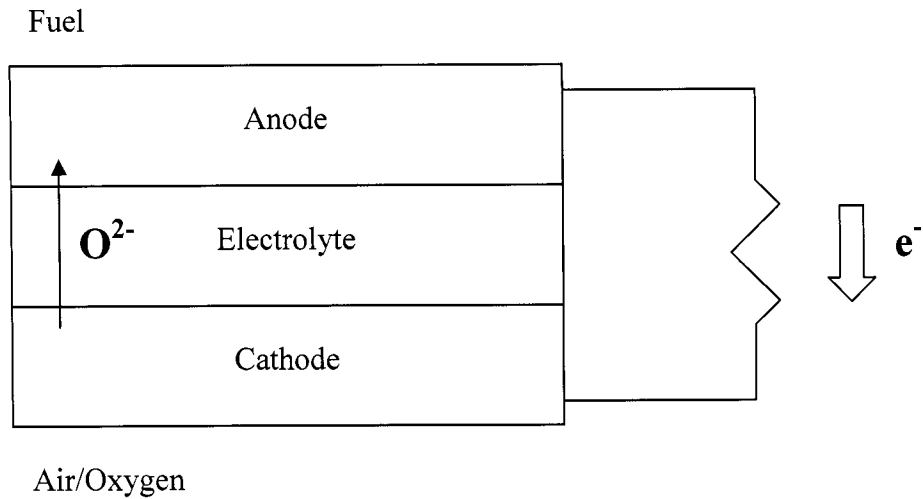 Fuel
Anode
O²⁻
Electrolyte
e⁻
Cathode
Air/Oxygen